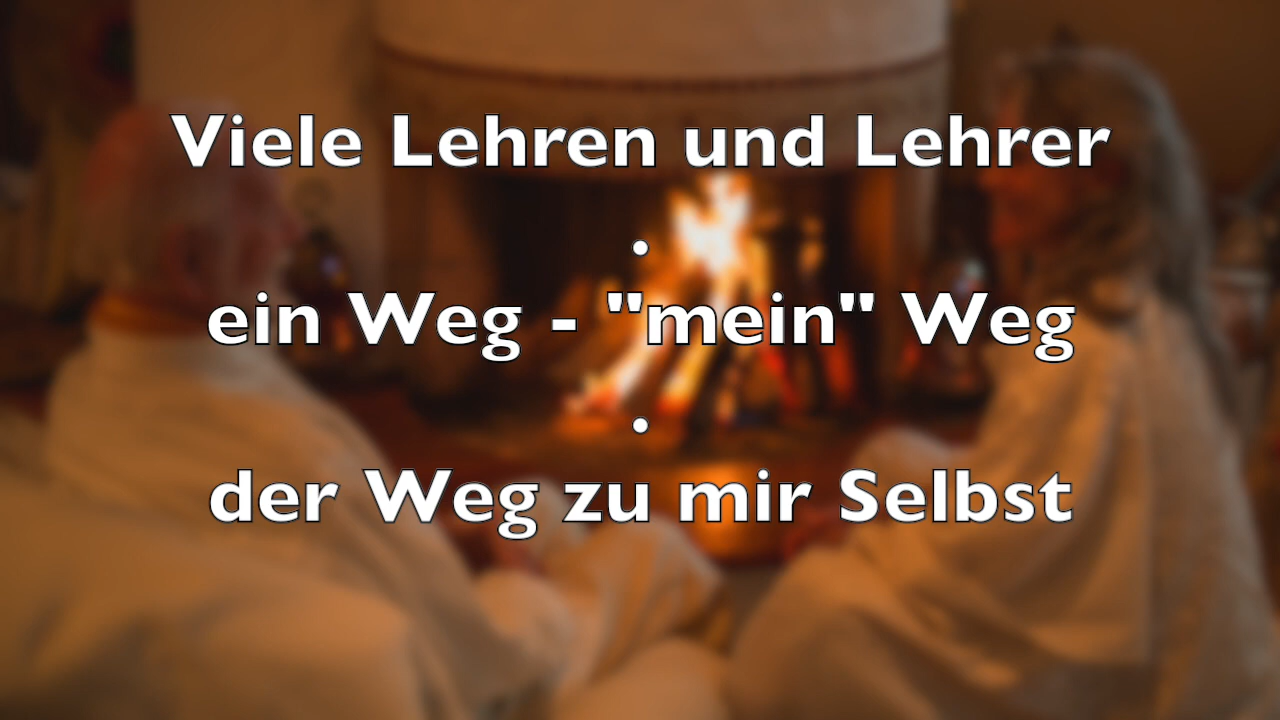 Viele Lehren und Lehrer
•
ein Weg - "mein" Weg
•
der Weg zu mir Selbst